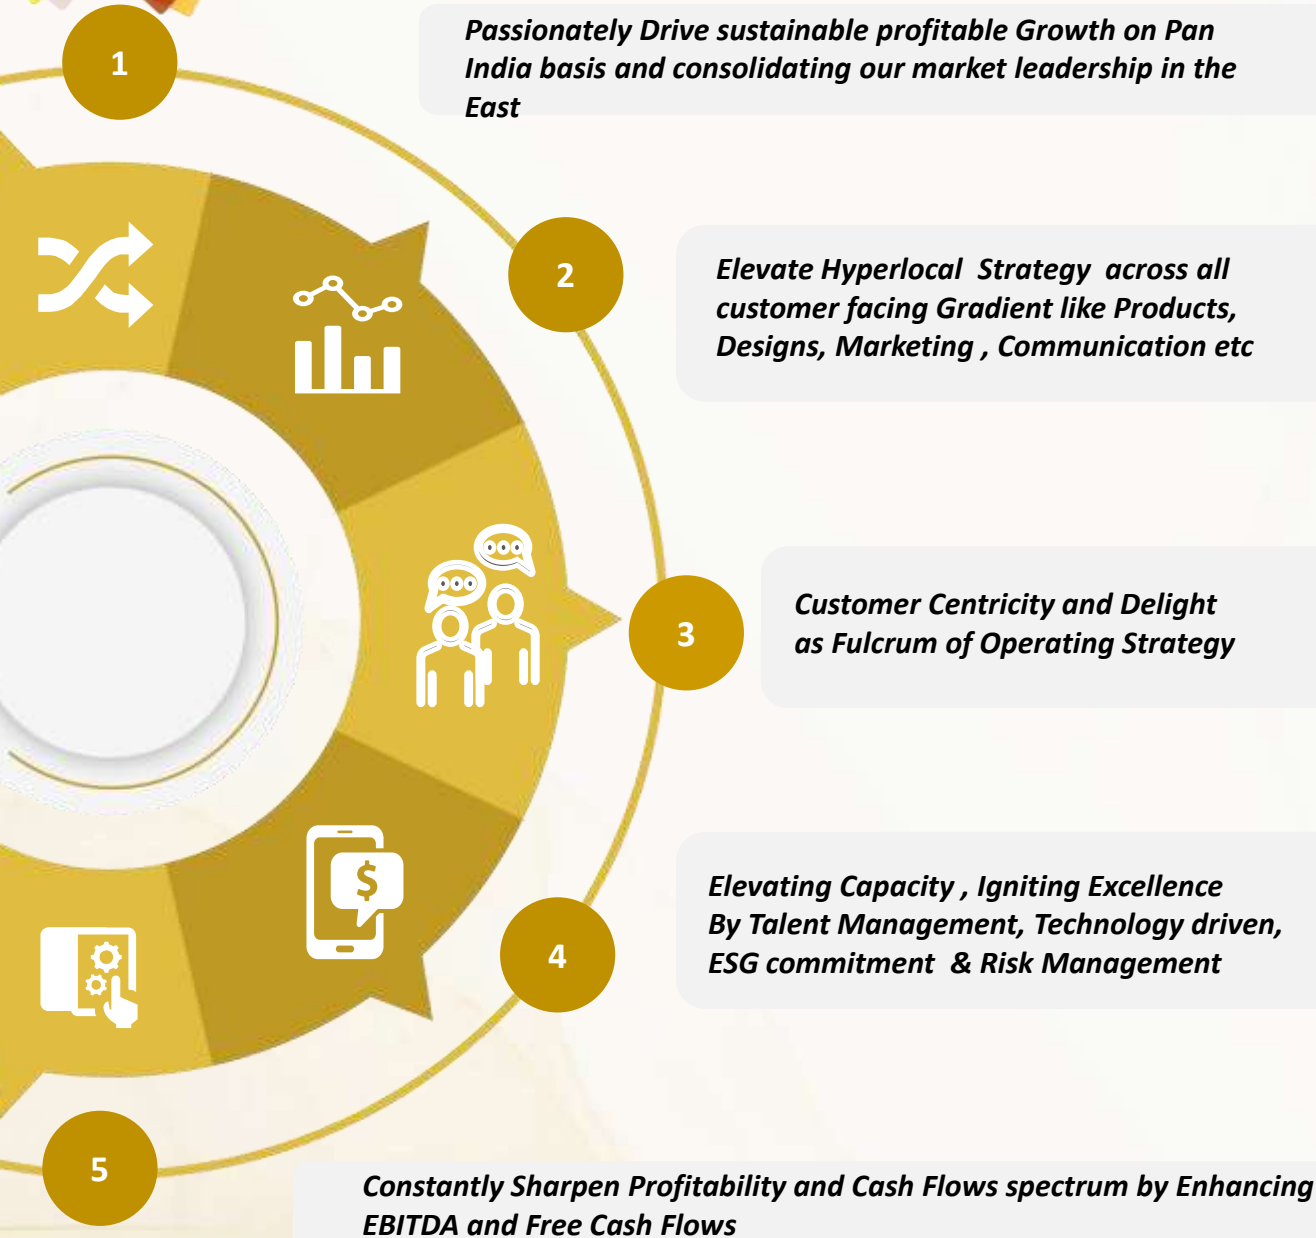 1
Passionately Drive sustainable profitable Growth on Pan
India basis and consolidating our market leadership in the
East
2
Elevate Hyperlocal Strategy across all
customer facing Gradient like Products,
Designs, Marketing , Communication etc
3
Customer Centricity and Delight
as Fulcrum of Operating Strategy
$
4
Elevating Capacity , Igniting Excellence
By Talent Management, Technology driven,
ESG commitment & Risk Management
5
Constantly Sharpen Profitability and Cash Flows spectrum by Enhancing
EBITDA and Free Cash Flows